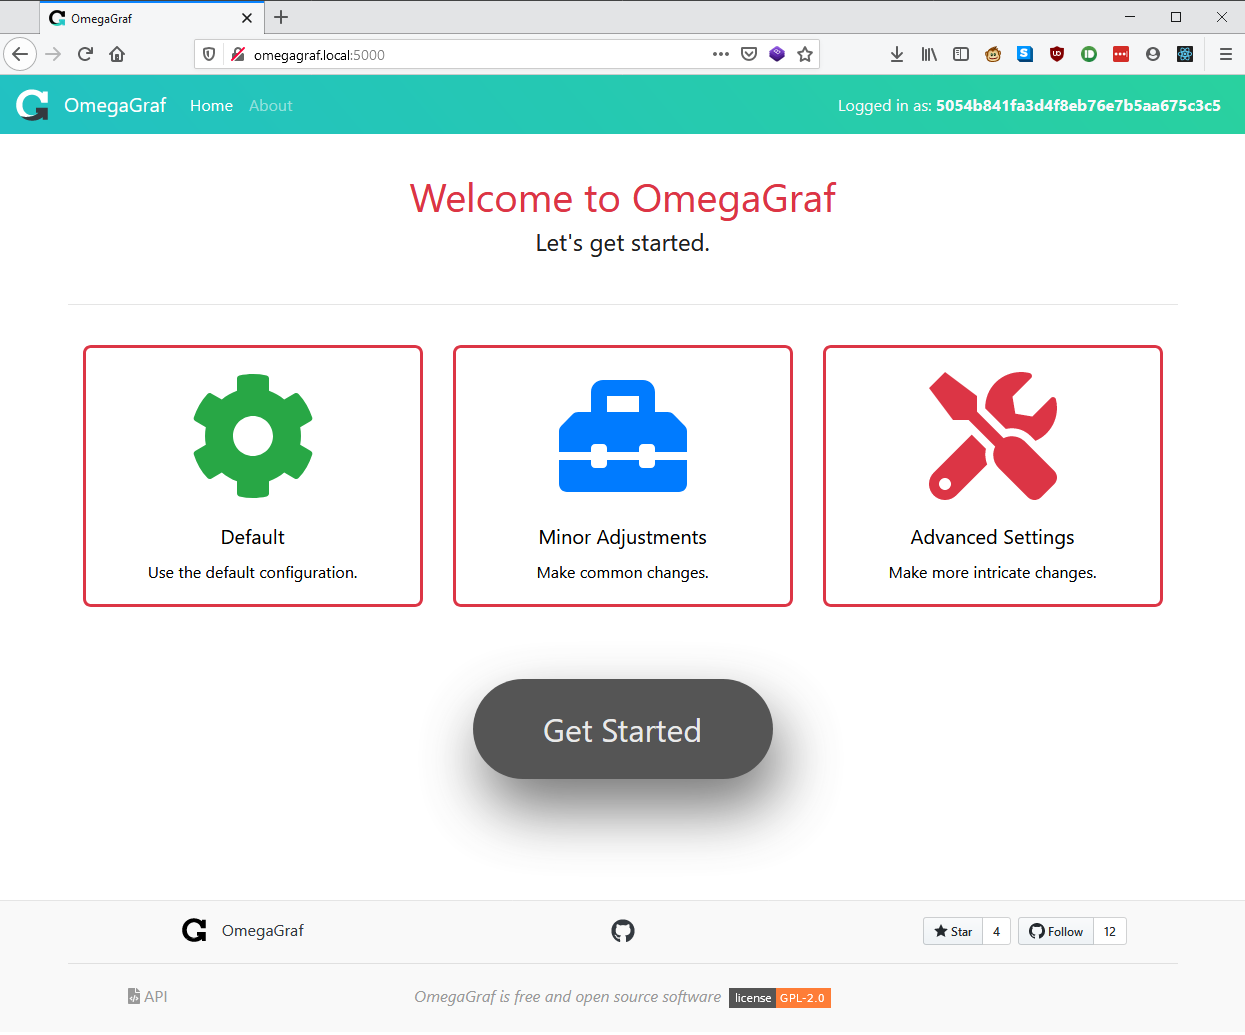 OmegaGraf
omegagraf.local:5000
OmegaGraf Home About Logged in as: 5054b841fa3d4f8eb76e7b5aa675c3c5
Welcome to OmegaGraf
Let's get started.
Default
Use the default configuration.
Minor Adjustments
Make common changes.
Advanced Settings
Make more intricate changes.
Get Started
OmegaGraf Star 4 Follow 12
API OmegaGraf is free and open source software license GPL-2.0